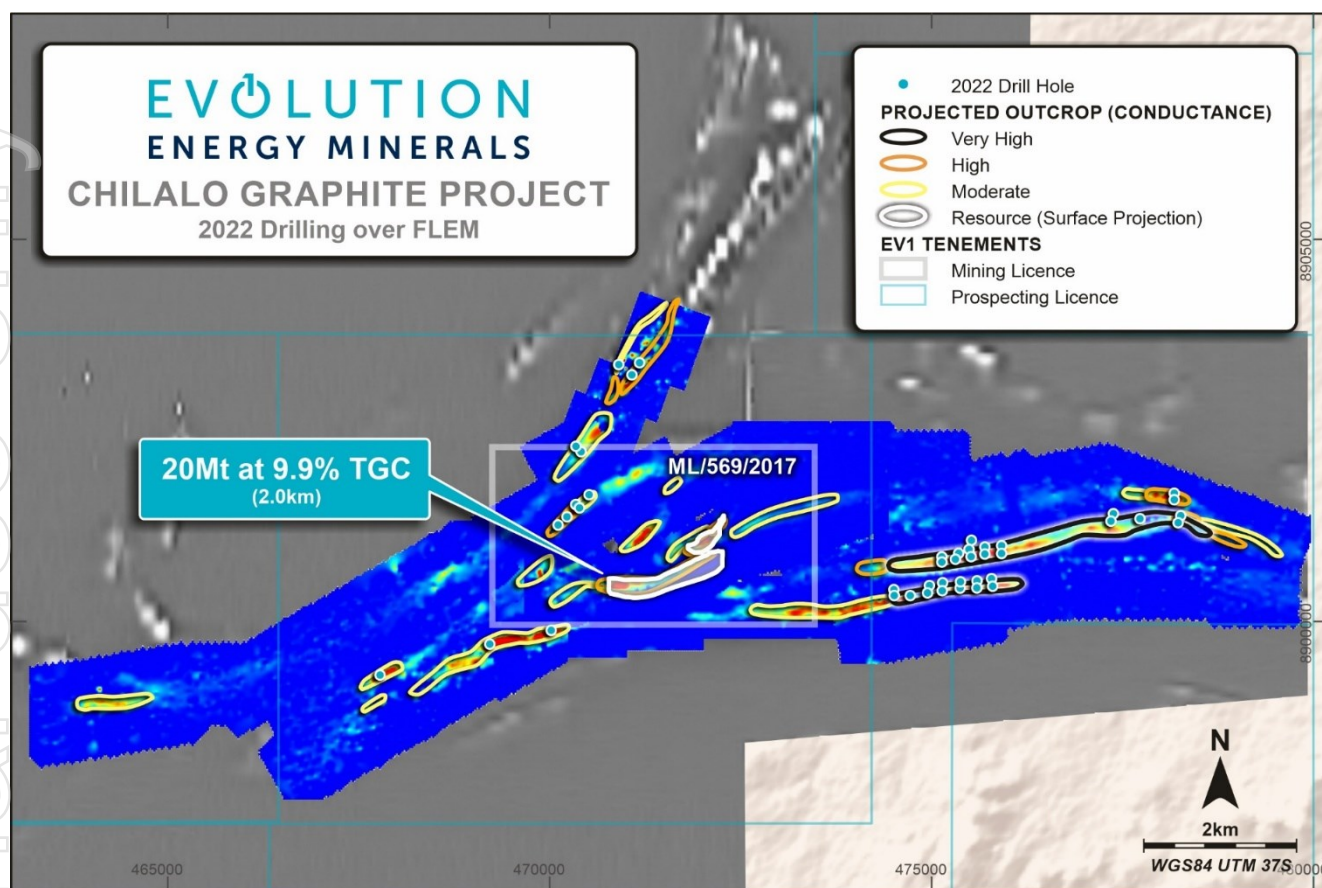 EVOLUTION
ENERGY MINERALS
CHILALO GRAPHITE PROJECT
2022 Drilling over FLEM
2022 Drill Hole
PROJECTED OUTCROP (CONDUCTANCE)
Very High
High
Moderate
Resource (Surface Projection)
EV1 TENEMENTS
Mining Licence
Prospecting Licence
8905000
20Mt at 9.9% TGC
(2.0km)
ML/569/2017
8900000
N
2km
WGS84 UTM 37S
465000
470000
475000